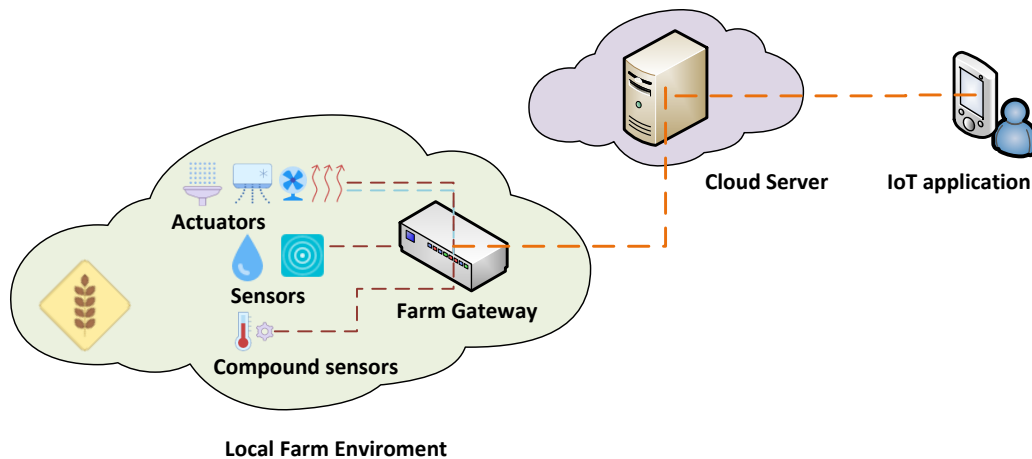 Cloud Server
IoT application
Actuators
Sensors
Farm Gateway
Compound sensors
Local Farm Enviroment